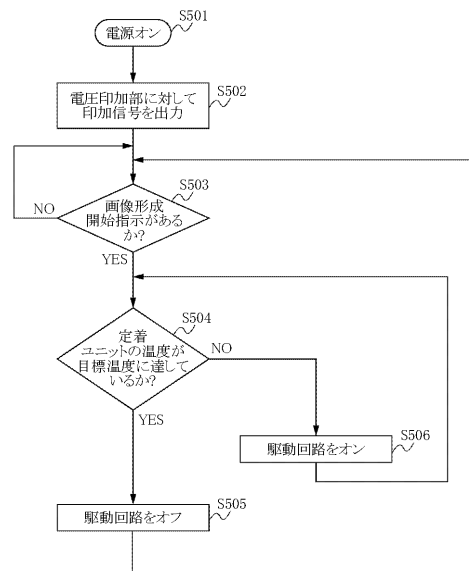 S501
電源オン
S502
電圧印加部に対して
印加信号を出力
S503
画像形成
開始指示がある
か?
NO
YES
S504
定着
ユニットの温度が
目標温度に達して
いるか?
NO
YES
S506
駆動回路をオン
S505
駆動回路をオフ